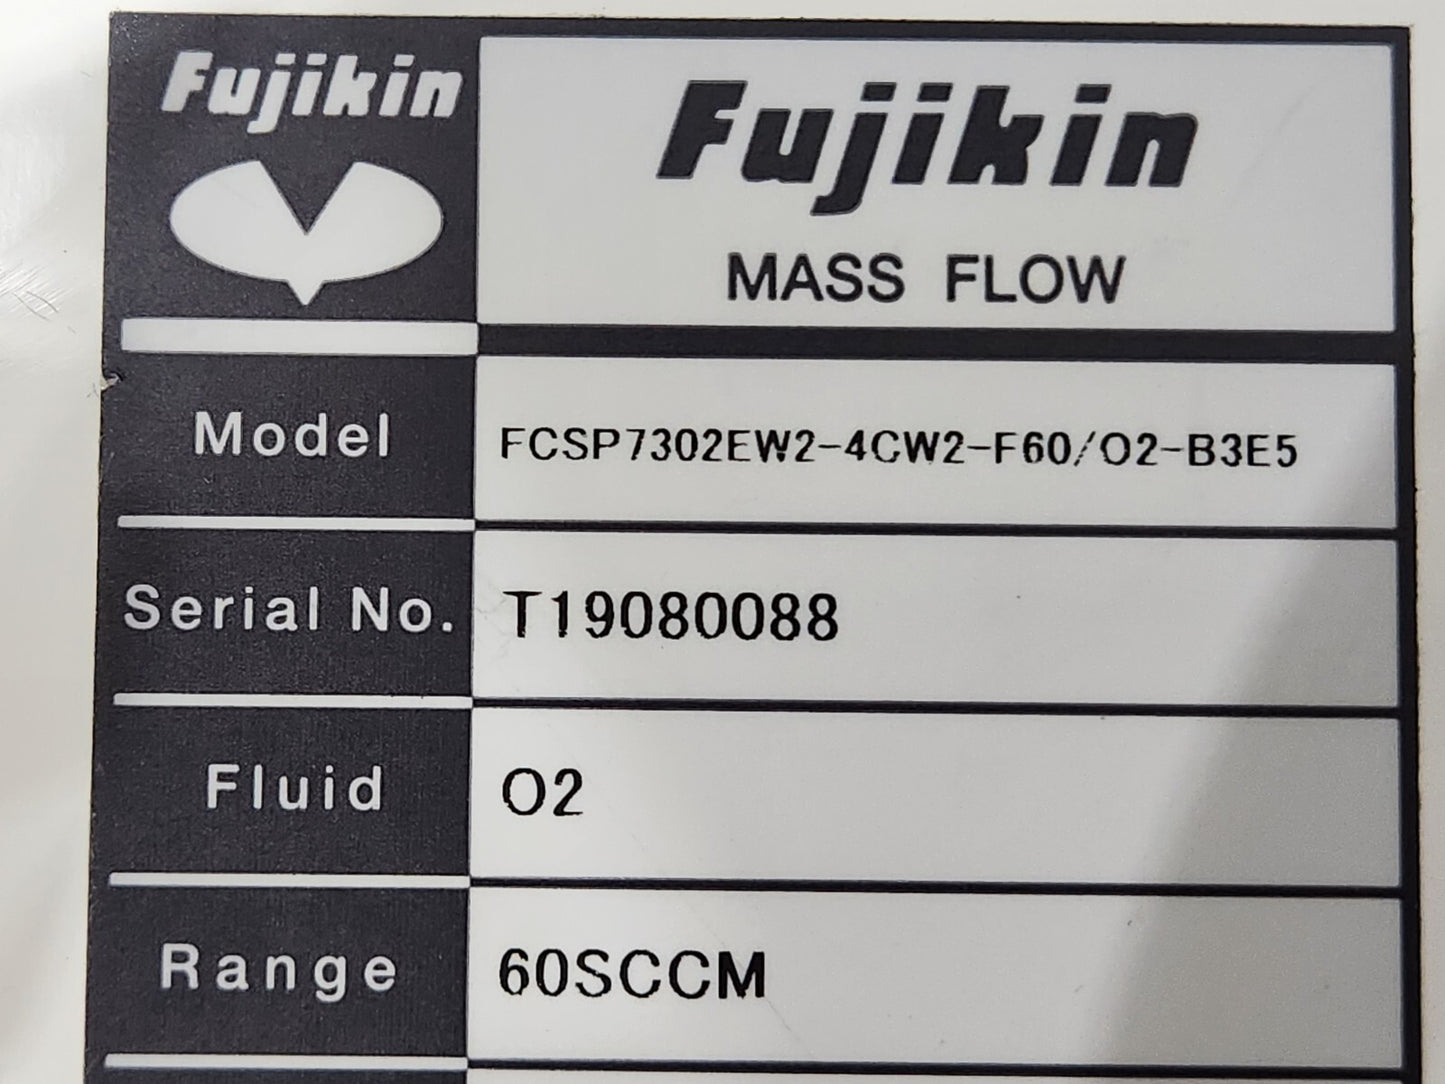 Fujikin
Fujikin
MASS FLOW
Model FCSP7302EW2-4CW2-F60/O2-B3E5
Serial No. T19080088
Fluid O2
Range 60SCCM